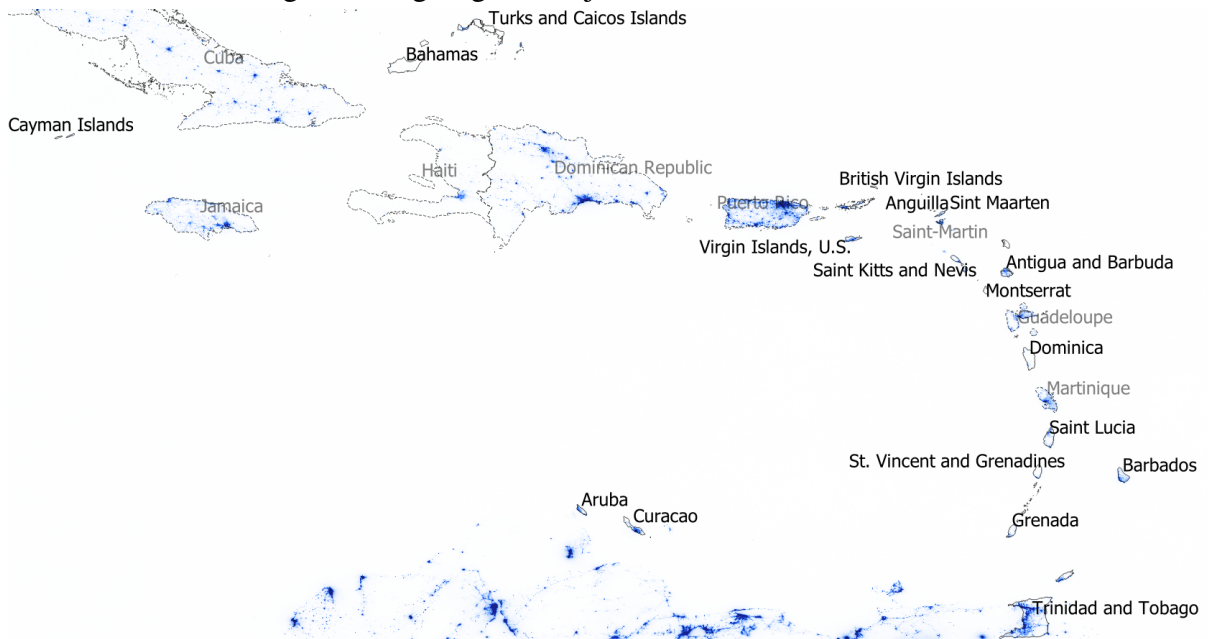 Turks and Caicos Islands
Bahamas
Cuba
Cayman Islands
Haiti
Dominican Republic
Jamaica
Puerto Rico
British Virgin Islands
Anguilla
Sint Maarten
Saint-Martin
Virgin Islands, U.S.
Saint Kitts and Nevis
Antigua and Barbuda
Montserrat
Guadeloupe
Dominica
Martinique
Saint Lucia
St. Vincent and Grenadines
Barbados
Aruba
Curacao
Grenada
Trinidad and Tobago